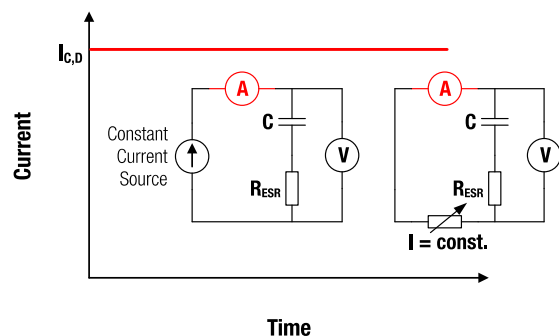 I C,D
A
A
C
C
Constant
Current
Source
V
V
R ESR
R ESR
I = const.
Current
Time